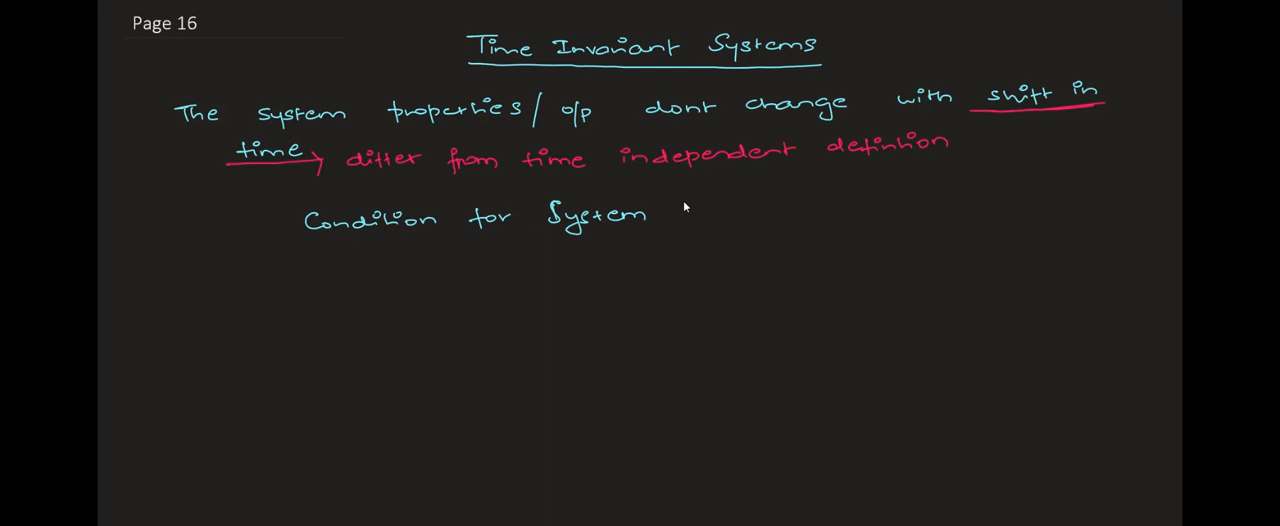 Page 16
Time Invariant Systems
The system properties/ o/p dont change with shift in
time → differ from time independent defintion
Condition for System